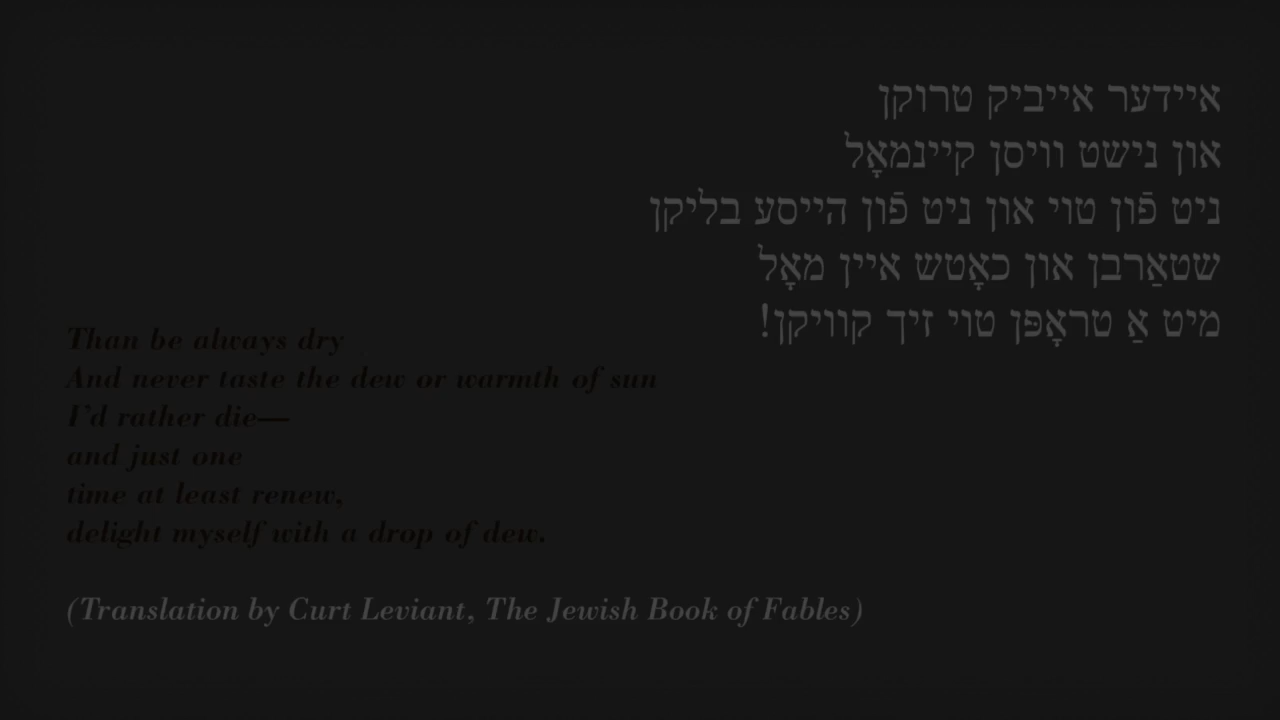 איידער אייביק טרוקן
און נישט וויסן קיינמאָל
ניט פֿון טוי און ניט פֿון הייסע בליקן
שטאַרבן און כאָטש איין מאָל
מיט אַ טראָפּן טוי זיך קוויקן!
Than be always dry
And never taste the dew or warmth of sun
I'd rather die—
and just one
time at least renew,
delight myself with a drop of dew.
(Translation by Curt Leviant, The Jewish Book of Fables)